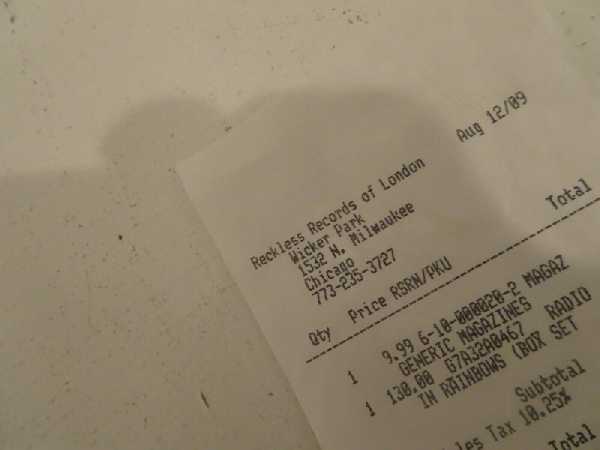 Aug 12/09
Reckless Records of London
Wicker Park
1532 N. Milwaukee
Chicago
773-235-3727
Qty Price RSRN/PKU Total
1 9.99 6-10-000020-2 MAGAZ
GENERIC MAGAZINES
1 130.00 G7A32A0467 RADIO
IN RAINBOWS (BOX SET
Subtotal
les Tax 10.25%
Total